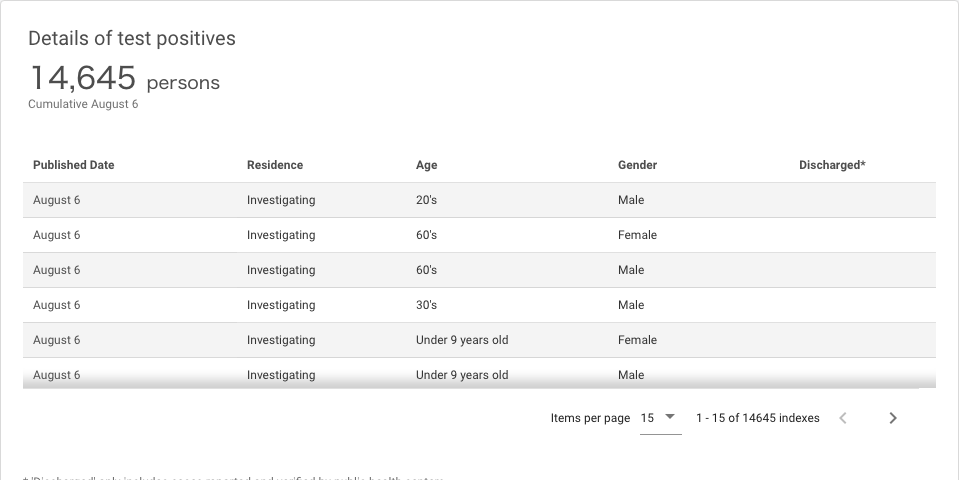 Details of test positives
14,645 persons
Cumulative August 6
Published Date Residence Age Gender Discharged*
August 6 Investigating 20's Male
August 6 Investigating 60's Female
August 6 Investigating 60's Male
August 6 Investigating 30's Male
August 6 Investigating Under 9 years old Female
August 6 Investigating Under 9 years old Male
Items per page 15 1 - 15 of 14645 indexes